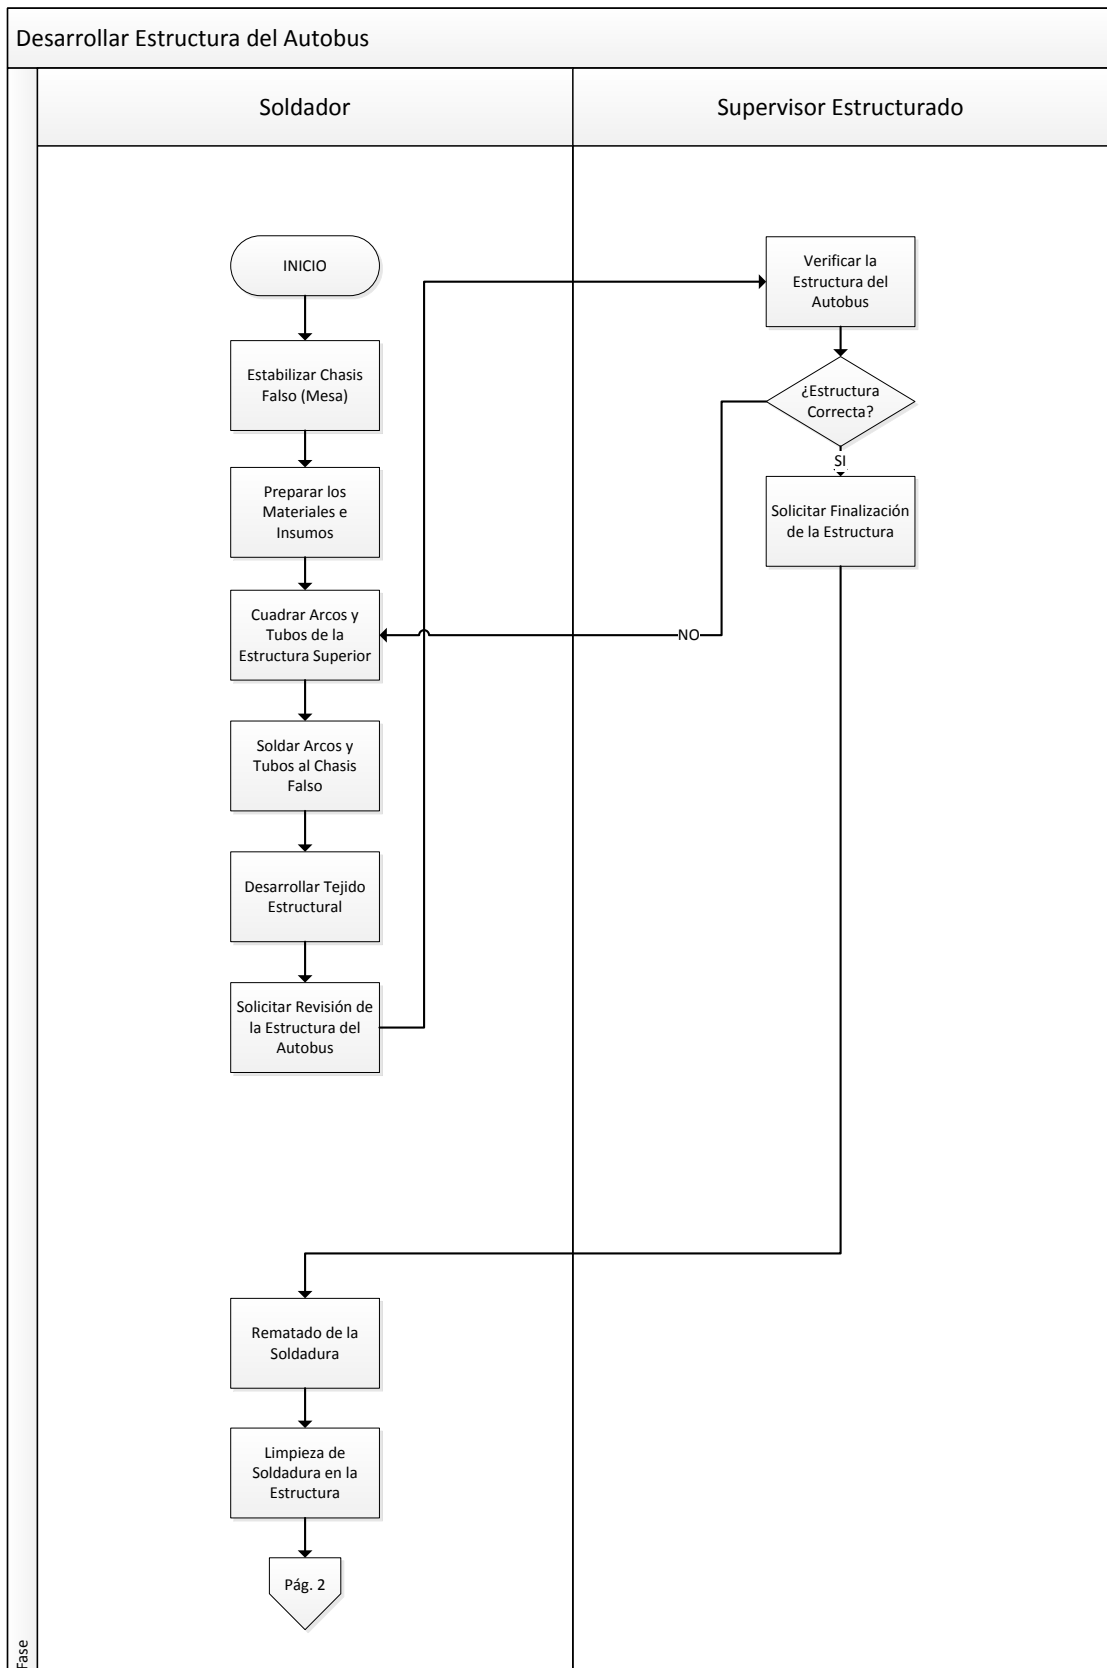 Desarrollar Estructura del Autobus
Soldador
Supervisor Estructurado
INICIO
Estabilizar Chasis
Falso (Mesa)
Preparar los
Materiales e
Insumos
Cuadrar Arcos y
Tubos de la
Estructura Superior
Soldar Arcos y
Tubos al Chasis
Falso
Desarrollar Tejido
Estructural
Solicitar Revisión de
la Estructura del
Autobus
Verificar la
Estructura del
Autobus
¿Estructura
Correcta?
SI
NO
Solicitar Finalización
de la Estructura
Rematado de la
Soldadura
Limpieza de
Soldadura en la
Estructura
Pág. 2
Fase